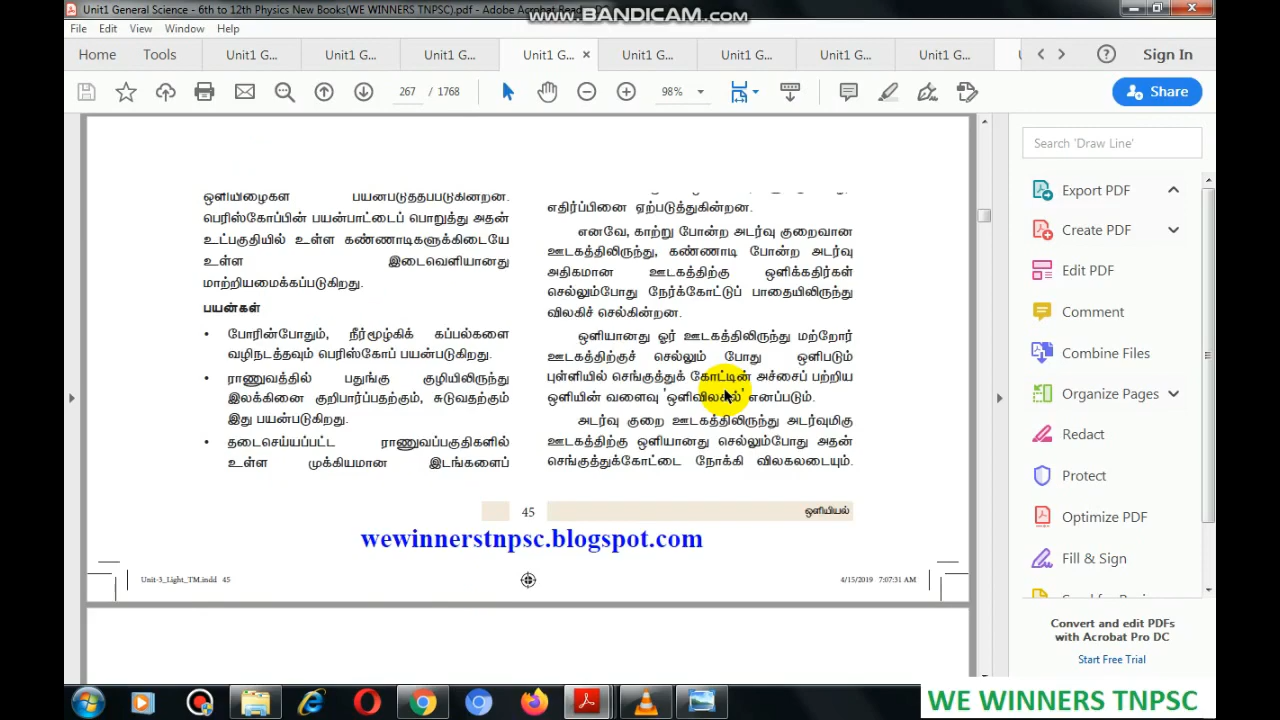 Unit1 General Science - 6th to 12th Physics New Books(WE WINNERS TNPSC).pdf - Adobe Acrobat Rea
www.BANDICAM.com
File Edit View Window Help
Home Tools Unit1 G... Unit1 G... Unit1 G... Unit1 G... × Unit1 G... Unit1 G... Unit1 G... Unit1 G... Sign In
267 / 1768 98% Share
ஒளியிழைகள் பயன்படுத்தப்படுகின்றன.
பெரிஸ்கோப்பின் பயன்பாட்டைப் பொறுத்து அதன்
உட்பகுதியில் உள்ள கண்ணாடிகளுக்கிடையே
உள்ள இடைவெளியானது
மாற்றியமைக்கப்படுகிறது.
பயன்கள்
• போரின்போதும், நீர்மூழ்கிக் கப்பல்களை
வழிநடத்தவும் பெரிஸ்கோப் பயன்படுகிறது.
• ராணுவத்தில் பதுங்கு குழியிலிருந்து
இலக்கினை குறிபார்ப்பதற்கும், சுடுவதற்கும்
இது பயன்படுகிறது.
• தடைசெய்யப்பட்ட ராணுவப்பகுதிகளில்
உள்ள முக்கியமான இடங்களைப்
எதிர்ப்பினை ஏற்படுத்துகின்றன.
எனவே, காற்று போன்ற அடர்வு குறைவான
ஊடகத்திலிருந்து, கண்ணாடி போன்ற அடர்வு
அதிகமான ஊடகத்திற்கு ஒளிக்கதிர்கள்
செல்லும்போது நேர்க்கோட்டுப் பாதையிலிருந்து
விலகிச் செல்கின்றன.
ஒளியானது ஓர் ஊடகத்திலிருந்து மற்றோர்
ஊடகத்திற்குச் செல்லும் போது ஒளிபடும்
புள்ளியில் செங்குத்துக் கோட்டின் அச்சைப் பற்றிய
ஒளியின் வளைவு 'ஒளிவிலகல்' எனப்படும்.
அடர்வு குறை ஊடகத்திலிருந்து அடர்வுமிகு
ஊடகத்திற்கு ஒளியானது செல்லும்போது அதன்
செங்குத்துக்கோட்டை நோக்கி விலகலடையும்.
45 ஒளியியல்
wewinnerstnpsc.blogspot.com
Unit-3_Light_TM.indd 45 4/15/2019 7:07:31 AM
Search 'Draw Line'
Export PDF
Create PDF
Edit PDF
Comment
Combine Files
Organize Pages
Redact
Protect
Optimize PDF
Fill & Sign
Convert and edit PDFs
with Acrobat Pro DC
Start Free Trial
WE WINNERS TNPSC